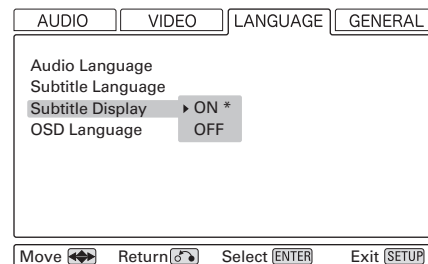 AUDIO VIDEO LANGUAGE GENERAL
Audio Language
Subtitle Language
Subtitle Display ON *
OSD Language OFF
Move Return Select ENTER Exit SETUP